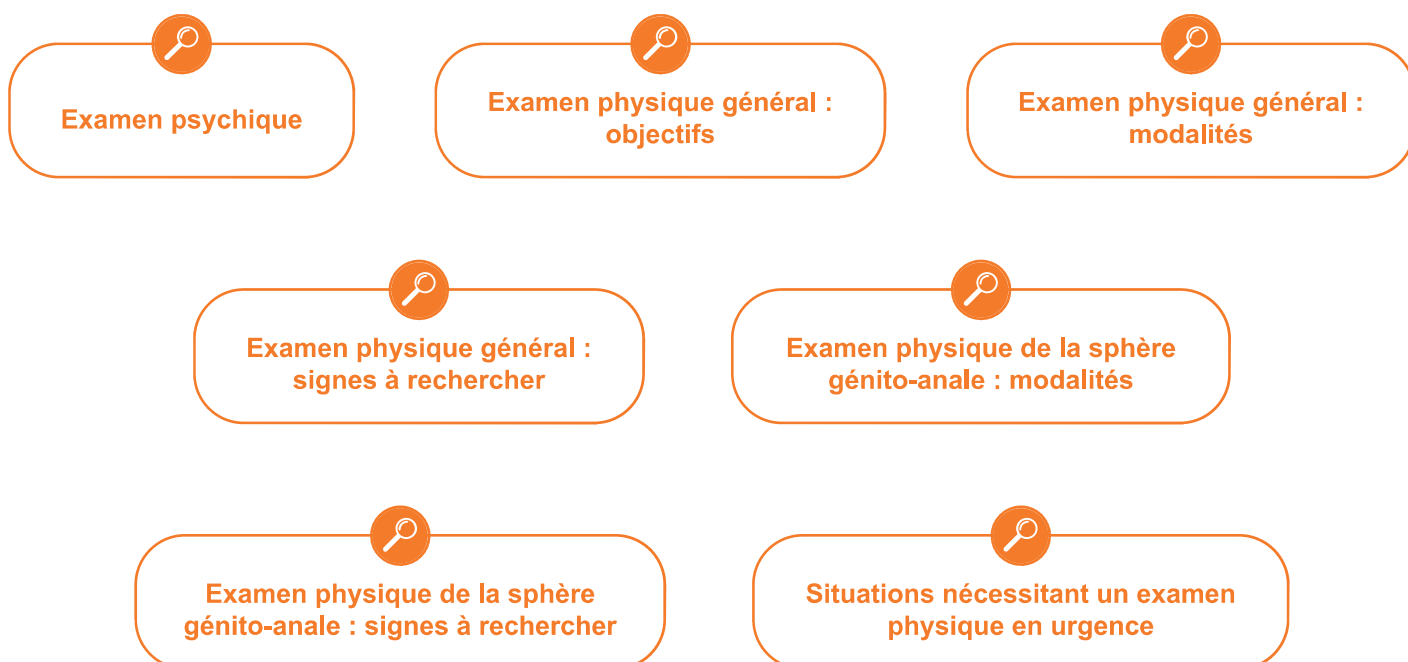 Examen psychique
Examen physique général :
objectifs
Examen physique général :
modalités
Examen physique général :
signes à rechercher
Examen physique de la sphère
génito-anale : modalités
Examen physique de la sphère
génito-anale : signes à rechercher
Situations nécessitant un examen
physique en urgence